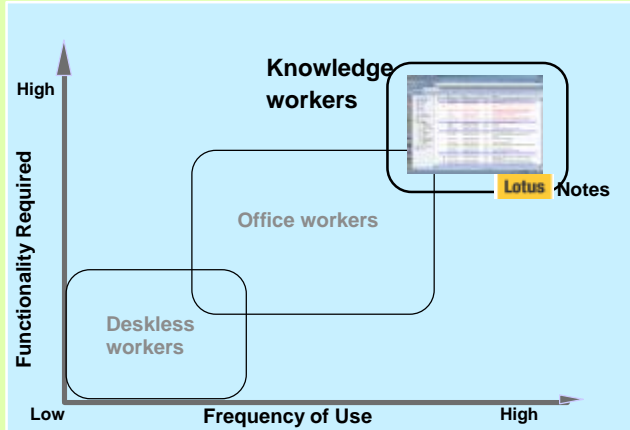 Knowledge
workers
High
Lotus Notes
Functionality Required
Office workers
Deskless
workers
Low
Frequency of Use
High